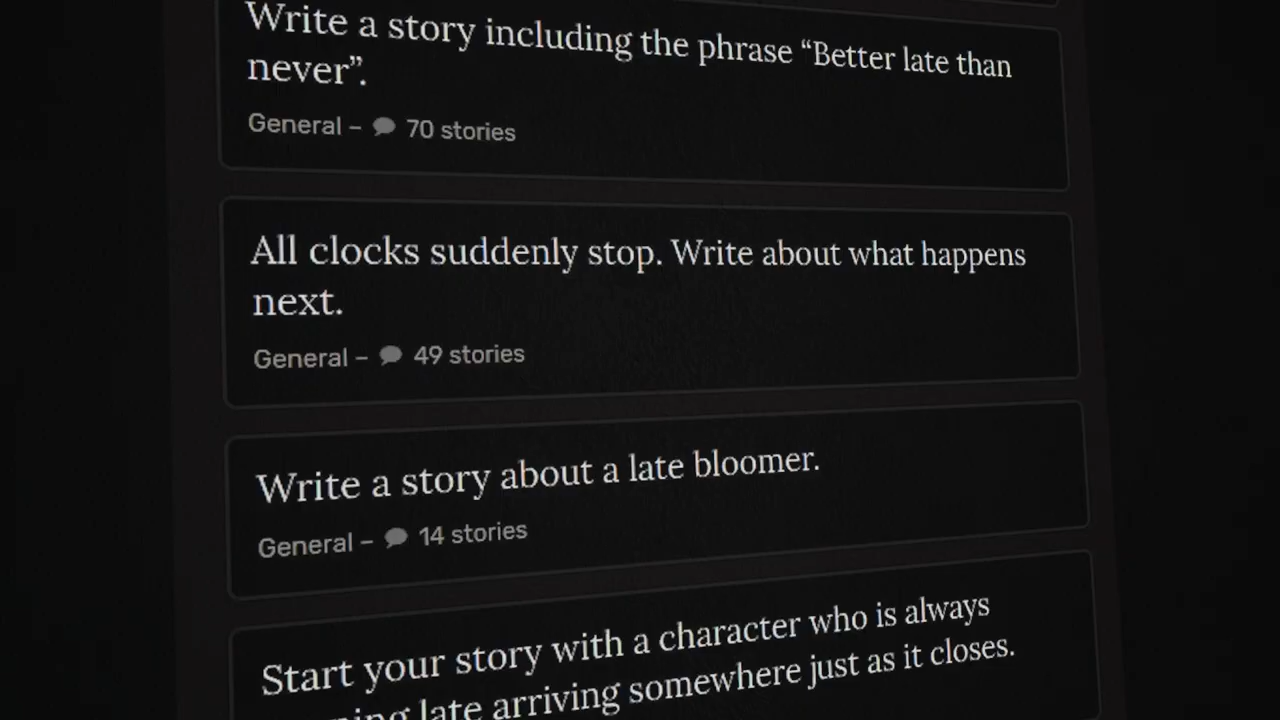 Write a story including the phrase “Better late than
never”.
General – 70 stories
All clocks suddenly stop. Write about what happens
next.
General – 49 stories
Write a story about a late bloomer.
General – 14 stories
Start your story with a character who is always
late arriving somewhere just as it closes.